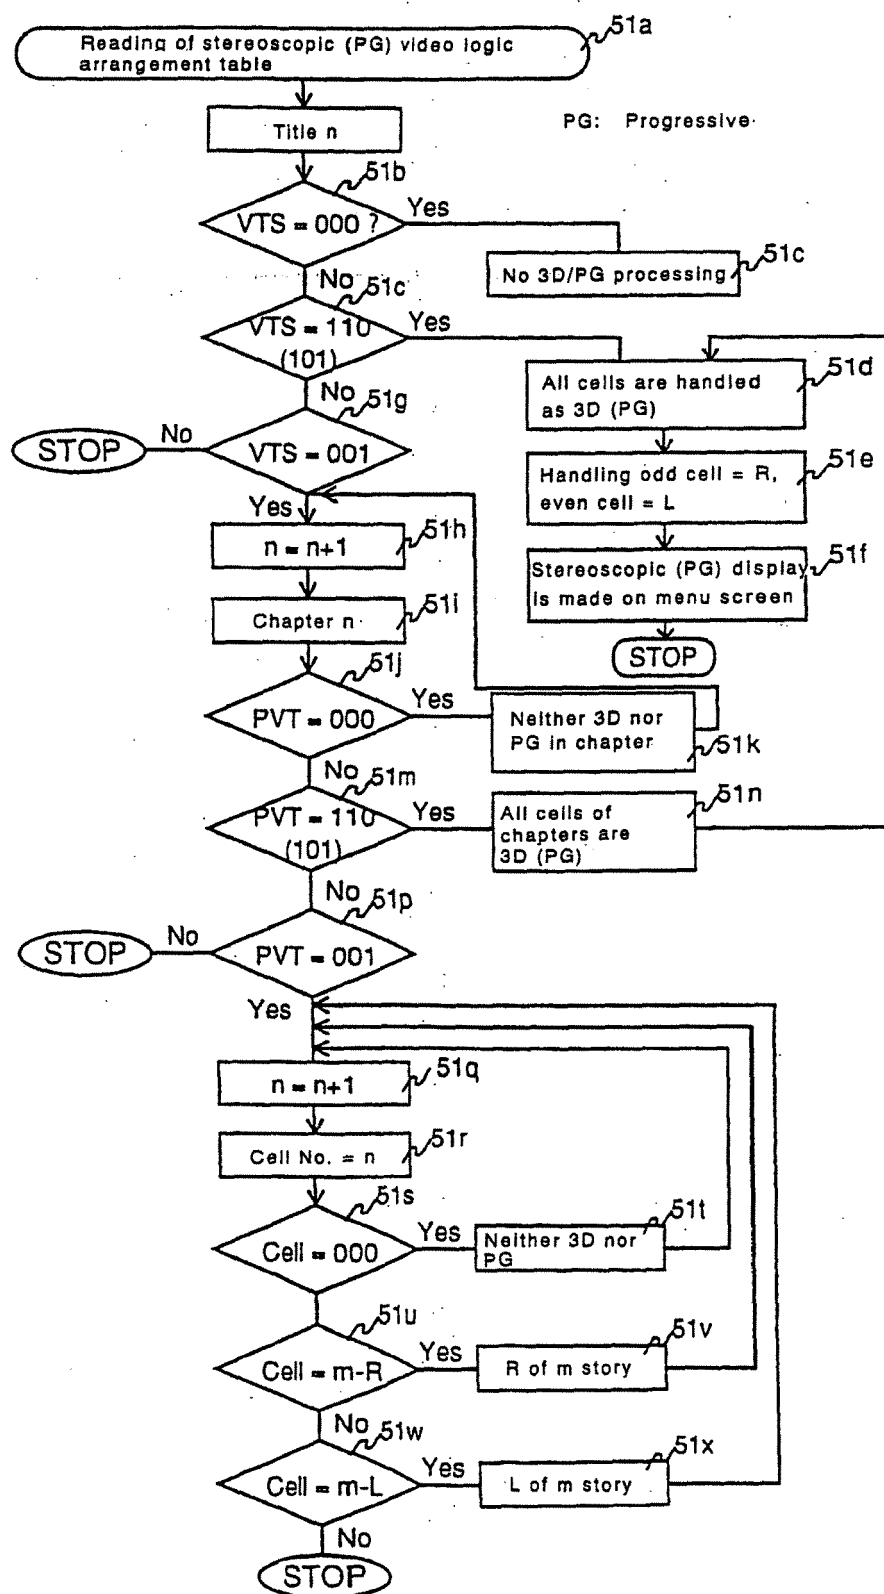 51a
Reading of stereoscopic (PG) video logic
arrangement table
Title n
PG: Progressive
51b
VTS = 000 ?
Yes
51c
No 3D/PG processing
No
51c
VTS = 110
(101)
Yes
51d
All cells are handled
as 3D (PG)
No
51g
STOP
No
VTS = 001
51e
Handling odd cell = R,
even cell = L
Yes
51h
n = n+1
51f
Stereoscopic (PG) display
is made on menu screen
51i
Chapter n
STOP
51j
PVT = 000
Yes
Neither 3D nor
PG in chapter
51k
No
51m
PVT = 110
(101)
Yes
51n
All cells of
chapters are
3D (PG)
No
51p
STOP
No
PVT = 001
Yes
51q
n = n+1
51r
Cell No. = n
51s
Cell = 000
Yes
51t
Neither 3D nor
PG
51u
Cell = m-R
Yes
51v
R of m story
No
51w
Cell = m-L
Yes
51x
L of m story
No
STOP